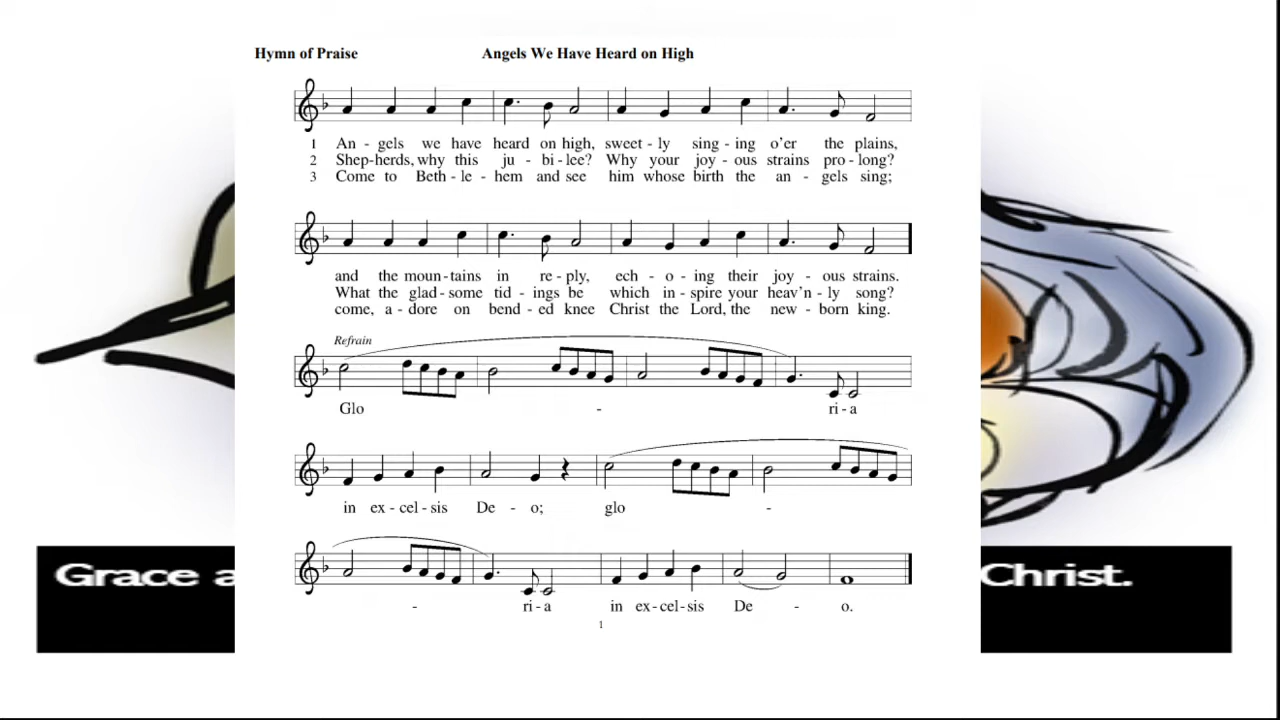 Hymn of Praise Angels We Have Heard on High
1 An - gels we have heard on high, sweet - ly sing - ing o'er the plains,
2 Shep-herds, why this ju - bi - lee? Why your joy - ous strains pro - long?
3 Come to Beth - le - hem and see him whose birth the an - gels sing;
and the moun - tains in re - ply, ech - o - ing their joy - ous strains.
What the glad - some tid - ings be which in - spire your heav'n - ly song?
come, a - dore on bend - ed knee Christ the Lord, the new - born king.
Refrain
Glo - ri - a
in ex - cel - sis De - o; glo -
- ri - a in ex - cel - sis De - o.
1
Grace a
Christ.